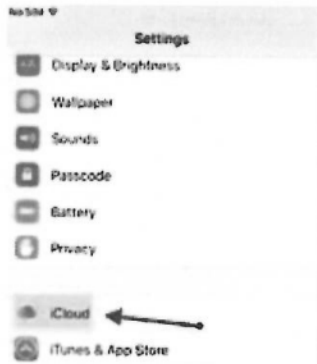 No SIM
Settings
Display & Brightness
Wallpaper
Sounds
Passcode
Battery
Privacy
iCloud
iTunes & App Store